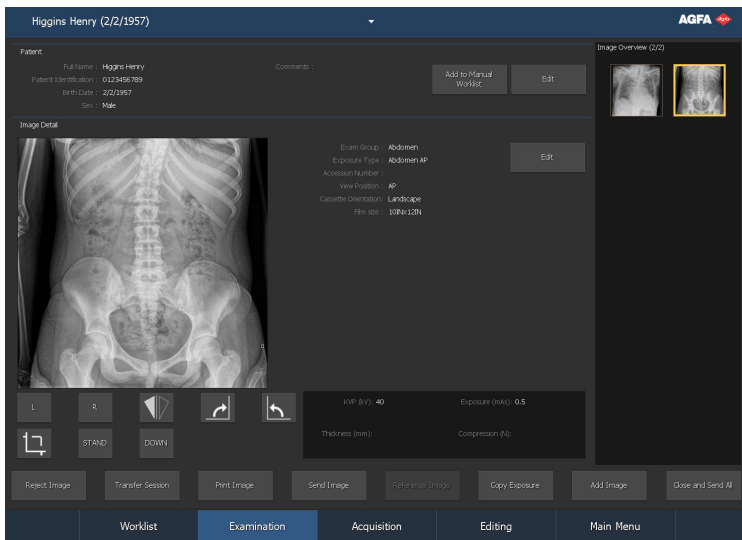 Higgins Henry (2/2/1957)
AGFA
Patient
Full Name : Higgins Henry
Comments :
Patient Identification : 0123456789
Birth Date : 2/2/1957
Sex : Male
Add to Manual
Worklist
Edit
Image Overview (2/2)
Image Detail
Exam Group : Abdomen
Exposure Type : Abdomen AP
Accession Number :
View Position : AP
Cassette Orientation: Landscape
Film size : 10INx12IN
Edit
L
R
STAND
DOWN
KVP (kV): 40
Exposure (mAs): 0.5
Thickness (mm):
Compression (N):
Reject Image
Transfer Session
Print Image
Send Image
Reference Image
Copy Exposure
Add Image
Close and Send All
Worklist
Examination
Acquisition
Editing
Main Menu